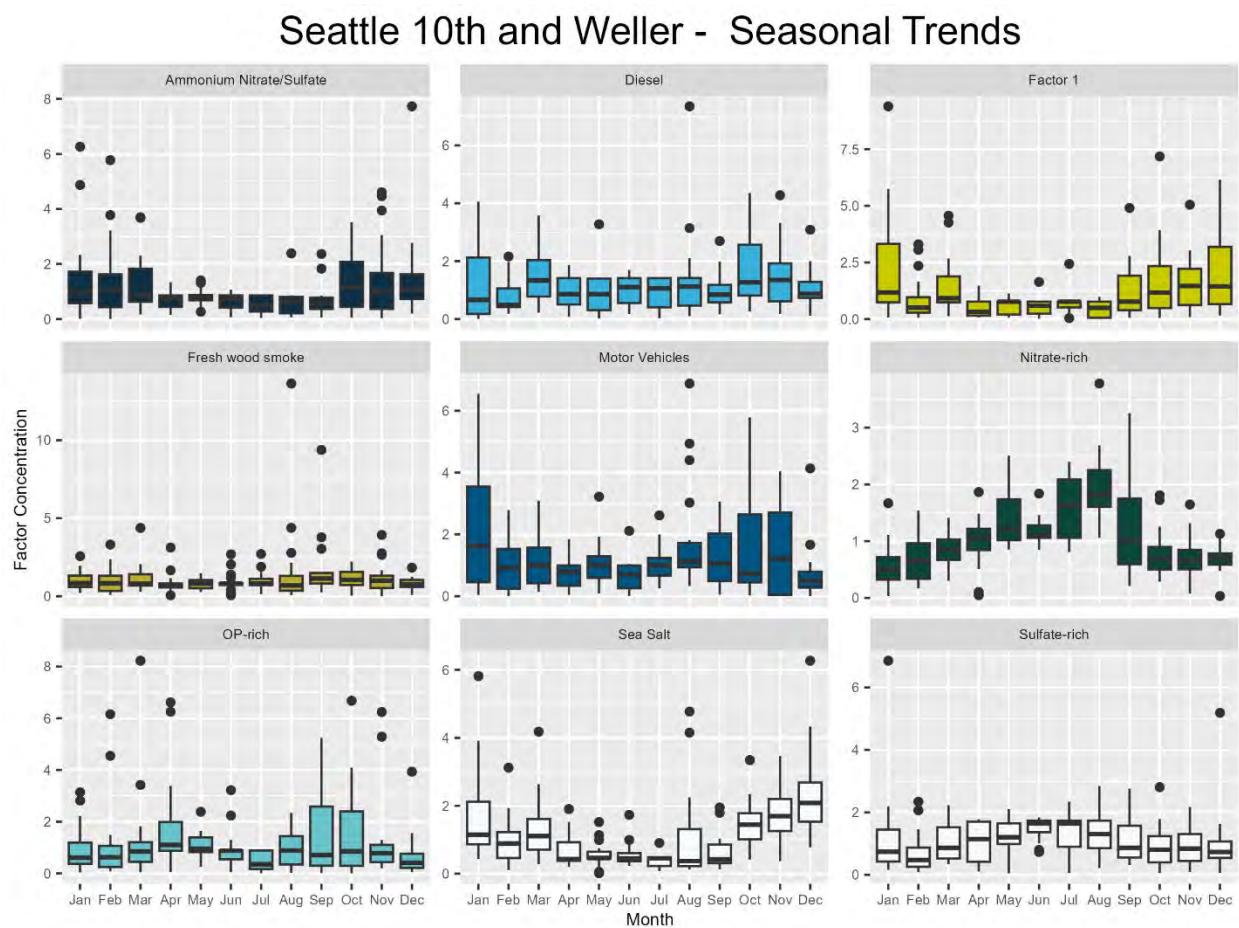 Seattle 10th and Weller - Seasonal Trends
Ammonium Nitrate/Sulfate
Diesel
Factor 1
8
6
4
2
0
6
4
2
0
7.5
5.0
2.5
0.0
Fresh wood smoke
Motor Vehicles
Nitrate-rich
10
5
0
6
4
2
0
3
2
1
0
Factor Concentration
OP-rich
Sea Salt
Sulfate-rich
8
6
4
2
0
6
4
2
0
6
4
2
0
Jan Feb Mar Apr May Jun Jul Aug Sep Oct Nov Dec
Jan Feb Mar Apr May Jun Jul Aug Sep Oct Nov Dec
Jan Feb Mar Apr May Jun Jul Aug Sep Oct Nov Dec
Month